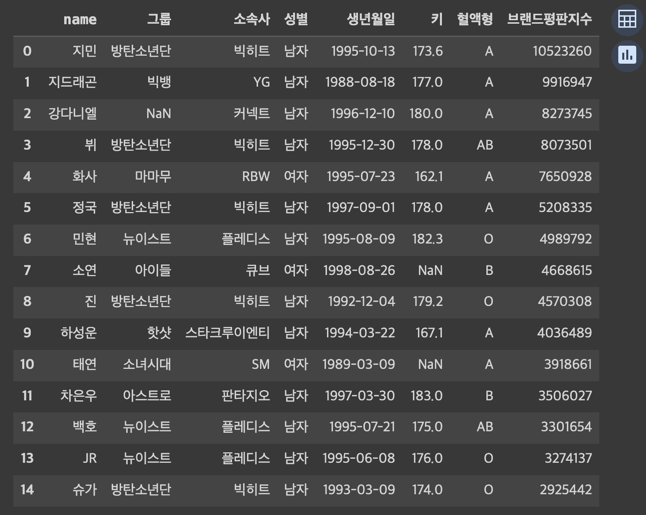 name 그룹 소속사 성별 생년월일 키 혈액형 브랜드평판지수
0 지민 방탄소년단 빅히트 남자 1995-10-13 173.6 A 10523260
1 지드래곤 빅뱅 YG 남자 1988-08-18 177.0 A 9916947
2 강다니엘 NaN 커넥트 남자 1996-12-10 180.0 A 8273745
3 뷔 방탄소년단 빅히트 남자 1995-12-30 178.0 AB 8073501
4 화사 마마무 RBW 여자 1995-07-23 162.1 A 7650928
5 정국 방탄소년단 빅히트 남자 1997-09-01 178.0 A 5208335
6 민현 뉴이스트 플레디스 남자 1995-08-09 182.3 O 4989792
7 소연 아이들 큐브 여자 1998-08-26 NaN B 4668615
8 진 방탄소년단 빅히트 남자 1992-12-04 179.2 O 4570308
9 하성운 핫샷 스타크루이엔티 남자 1994-03-22 167.1 A 4036489
10 태연 소녀시대 SM 여자 1989-03-09 NaN A 3918661
11 차은우 아스트로 판타지오 남자 1997-03-30 183.0 B 3506027
12 백호 뉴이스트 플레디스 남자 1995-07-21 175.0 AB 3301654
13 JR 뉴이스트 플레디스 남자 1995-06-08 176.0 O 3274137
14 슈가 방탄소년단 빅히트 남자 1993-03-09 174.0 O 2925442